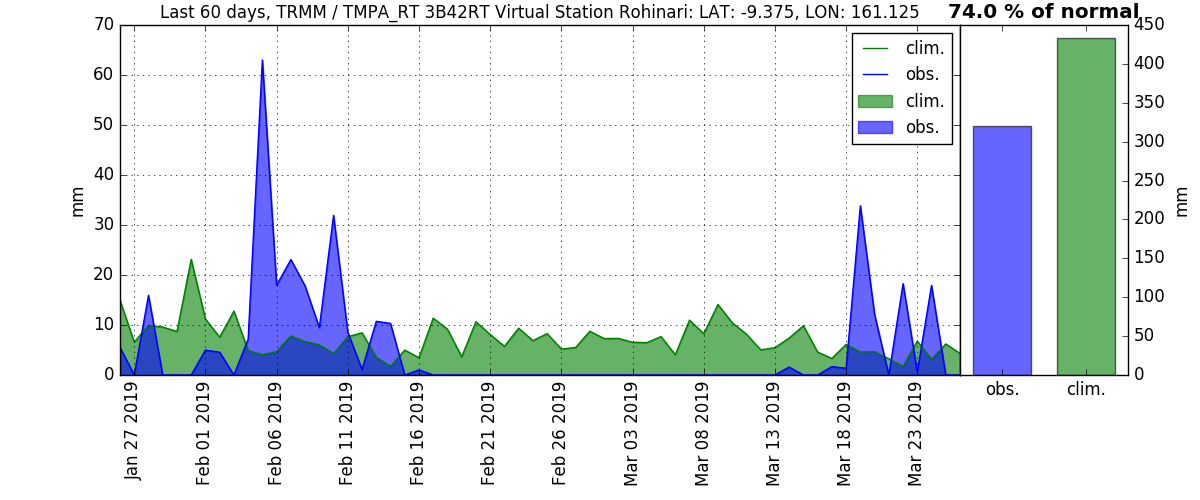 Last 60 days, TRMM / TMPA_RT 3B42RT Virtual Station Rohinari: LAT: -9.375, LON: 161.125
74.0 % of normal
70
60
50
40
30
20
10
0
mm
clim.
obs.
clim.
obs.
Jan 27 2019
Feb 01 2019
Feb 06 2019
Feb 11 2019
Feb 16 2019
Feb 21 2019
Feb 26 2019
Mar 03 2019
Mar 08 2019
Mar 13 2019
Mar 18 2019
Mar 23 2019
450
400
350
300
250
200
150
100
50
0
mm
obs.
clim.